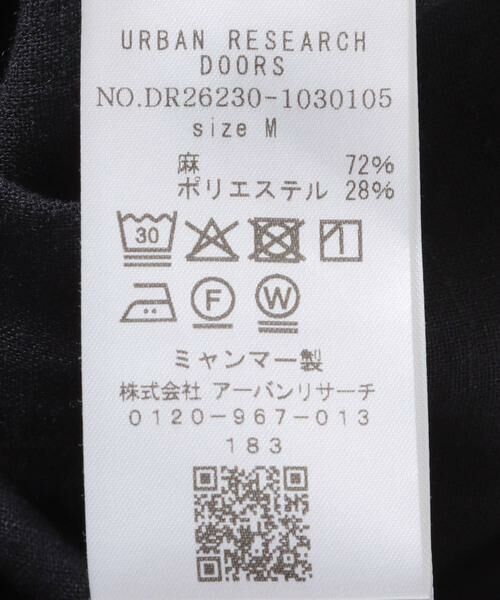 URBAN RESEARCH
DOORS
NO.DR26230-1030105
size M
麻 72%
ポリエステル 28%
30
F W
ミャンマー製
株式会社 アーバンリサーチ
0120-967-013
183